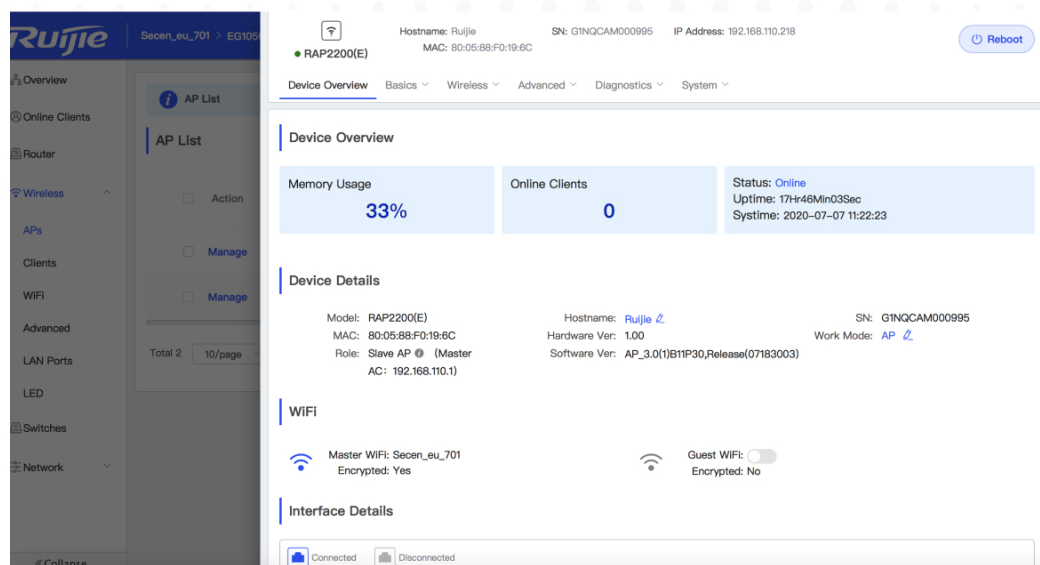 Ruijie
Secen_eu_701 > EG105
Hostname: Ruijie
SN: G1NQCAM000995
IP Address: 192.168.110.218
RAP2200(E)
MAC: 80:05:88:F0:19:6C
Reboot
Device Overview
Basics
Wireless
Advanced
Diagnostics
System
Overview
Online Clients
Router
Wireless
APs
Clients
WiFi
Advanced
LAN Ports
LED
Switches
Network
Collapse
AP List
AP List
Action
Manage
Manage
Total 2
10/page
Device Overview
Memory Usage
33%
Online Clients
0
Status: Online
Uptime: 17Hr46Min03Sec
Systime: 2020-07-07 11:22:23
Device Details
Model: RAP2200(E)
Hostname: Ruijie
SN: G1NQCAM000995
MAC: 80:05:88:F0:19:6C
Hardware Ver: 1.00
Work Mode: AP
Role: Slave AP (Master
AC: 192.168.110.1)
Software Ver: AP_3.0(1)B11P30,Release(07183003)
WiFi
Master WiFi: Secen_eu_701
Encrypted: Yes
Guest WiFi:
Encrypted: No
Interface Details
Connected
Disconnected